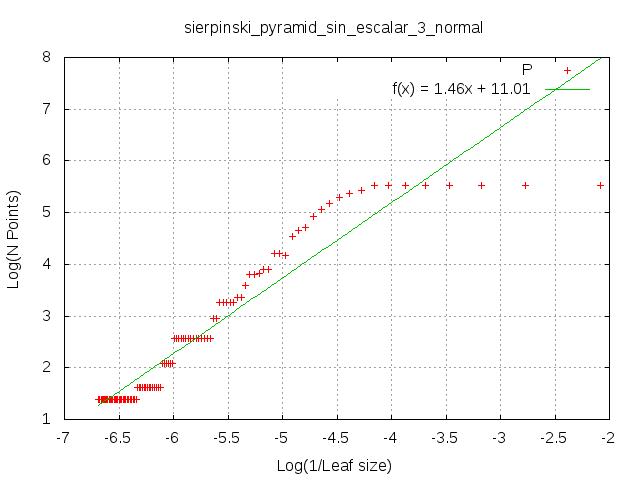 sierpinski_pyramid_sin_escalar_3_normal
P
f(x) = 1.46x + 11.01
8
7
6
5
4
3
2
1
Log(N Points)
-7 -6.5 -6 -5.5 -5 -4.5 -4 -3.5 -3 -2.5 -2
Log(1/Leaf size)